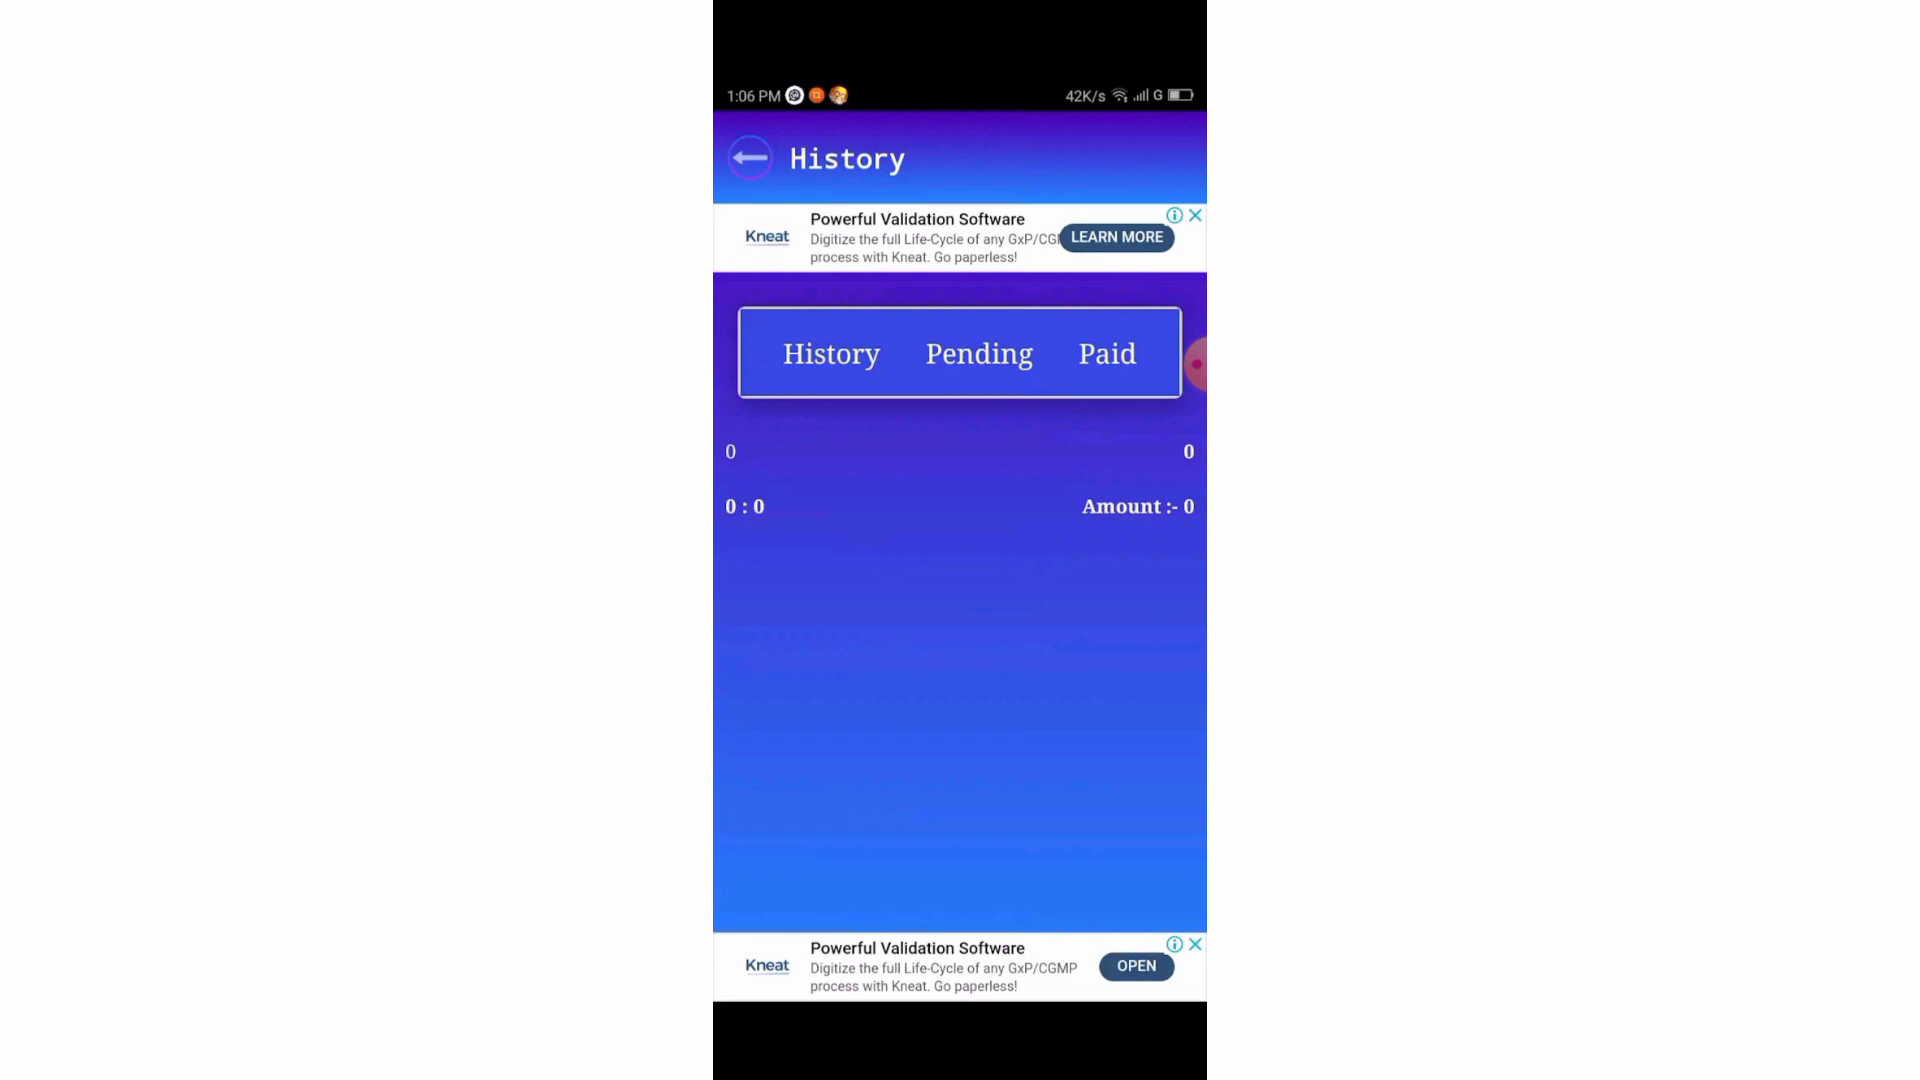 1:06 PM 42K/s G
History
Powerful Validation Software
Kneat Digitize the full Life-Cycle of any GxP/CG LEARN MORE
process with Kneat. Go paperless!
History Pending Paid
0 0
0 : 0 Amount :- 0
Powerful Validation Software
Kneat Digitize the full Life-Cycle of any GxP/CGMP OPEN
process with Kneat. Go paperless!